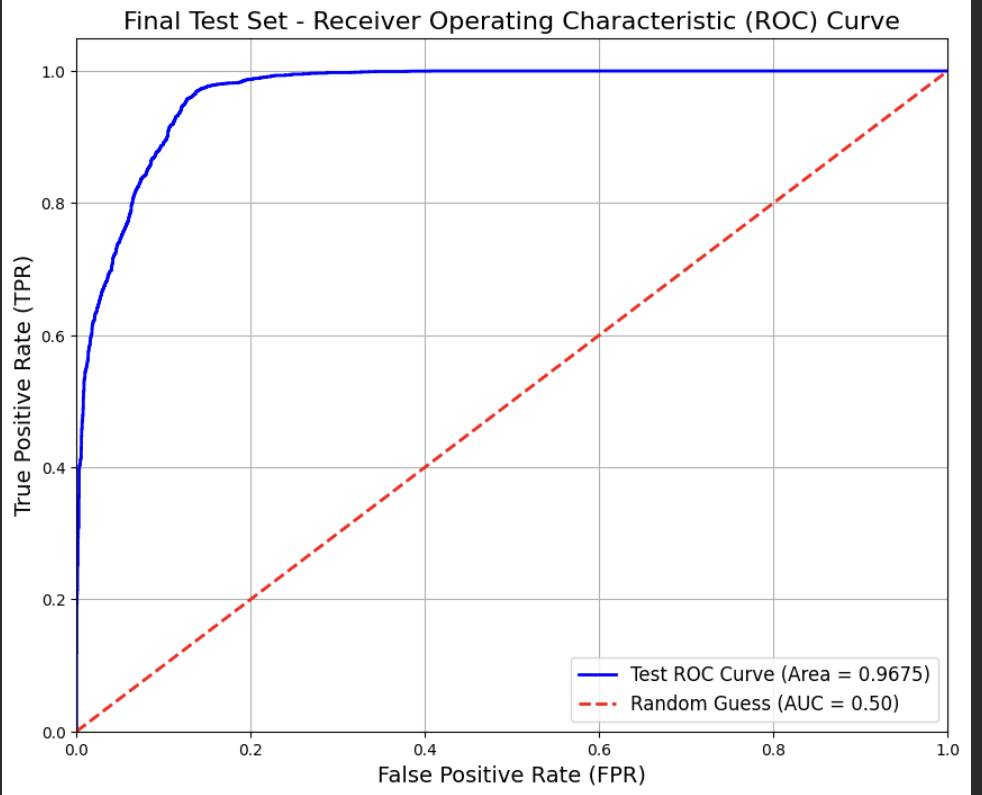 Final Test Set - Receiver Operating Characteristic (ROC) Curve
True Positive Rate (TPR)
1.0
0.8
0.6
0.4
0.2
0.0
Test ROC Curve (Area = 0.9675)
Random Guess (AUC = 0.50)
0.0 0.2 0.4 0.6 0.8 1.0
False Positive Rate (FPR)